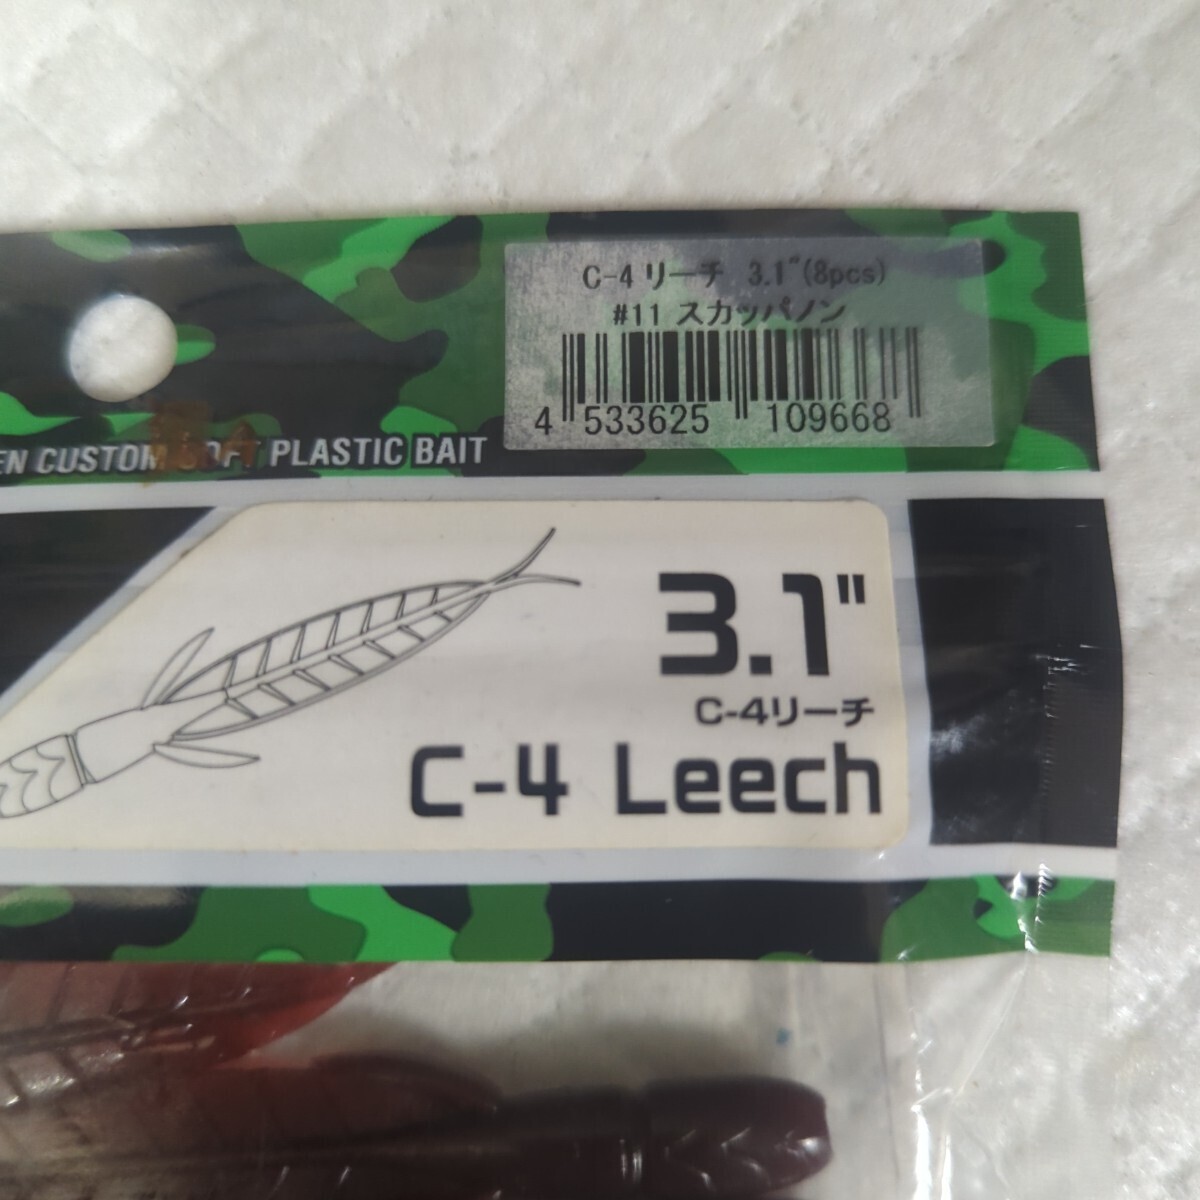 C-4 リーチ 3.1"(8pcs)
#11 スカッパノン
4 533625 109668
CUSTOM SOFT PLASTIC BAIT
3.1"
C-4リーチ
C-4 Leech